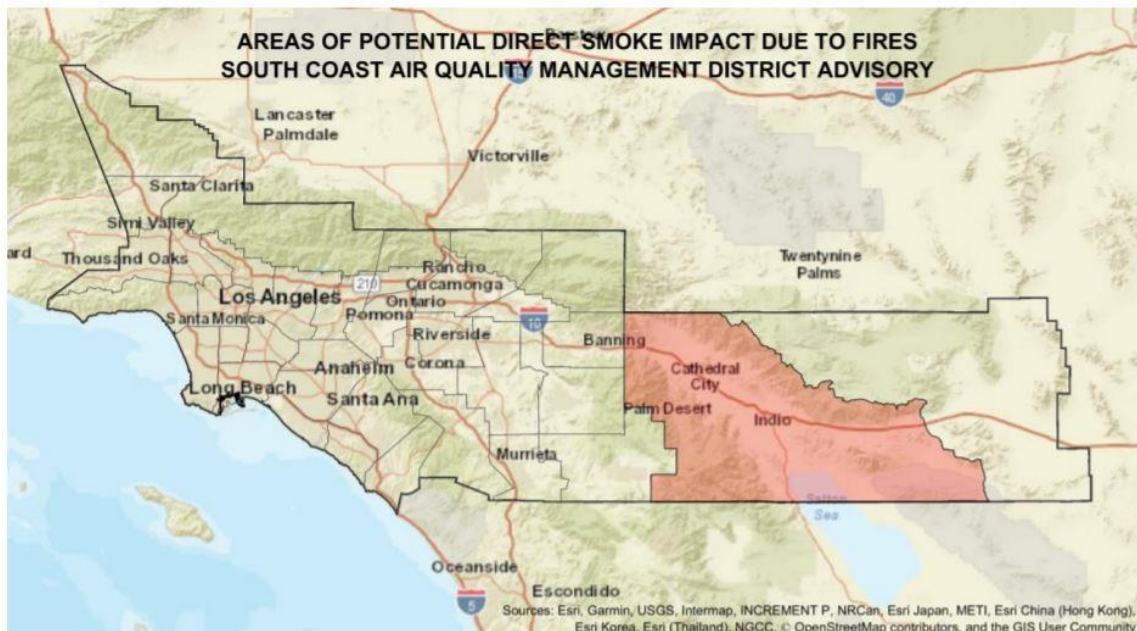 AREAS OF POTENTIAL DIRECT SMOKE IMPACT DUE TO FIRES
SOUTH COAST AIR QUALITY MANAGEMENT DISTRICT ADVISORY
15
40
Lancaster
Palmdale
Victorville
Santa Clarita
Simi Valley
ard
Thousand Oaks
Twentynine
Palms
Rancho
Cucamonga
210
Los Angeles
Ontario
Santa Monica
Pomona
10
Riverside
Banning
Anaheim
Corona
Cathedral
City
Long Beach
Santa Ana
Palm Desert
Indio
Murrieta
Salton
Sea
Oceanside
5
Escondido
Sources: Esri, Garmin, USGS, Intermap, INCREMENT P, NRCan, Esri Japan, METI, Esri China (Hong Kong),
Esri Korea, Esri (Thailand), NGCC, © OpenStreetMap contributors, and the GIS User Community